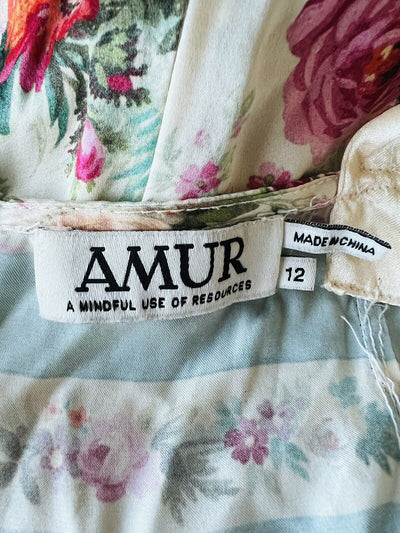 AMUR
A MINDFUL USE OF RESOURCES
12
MADE IN CHINA